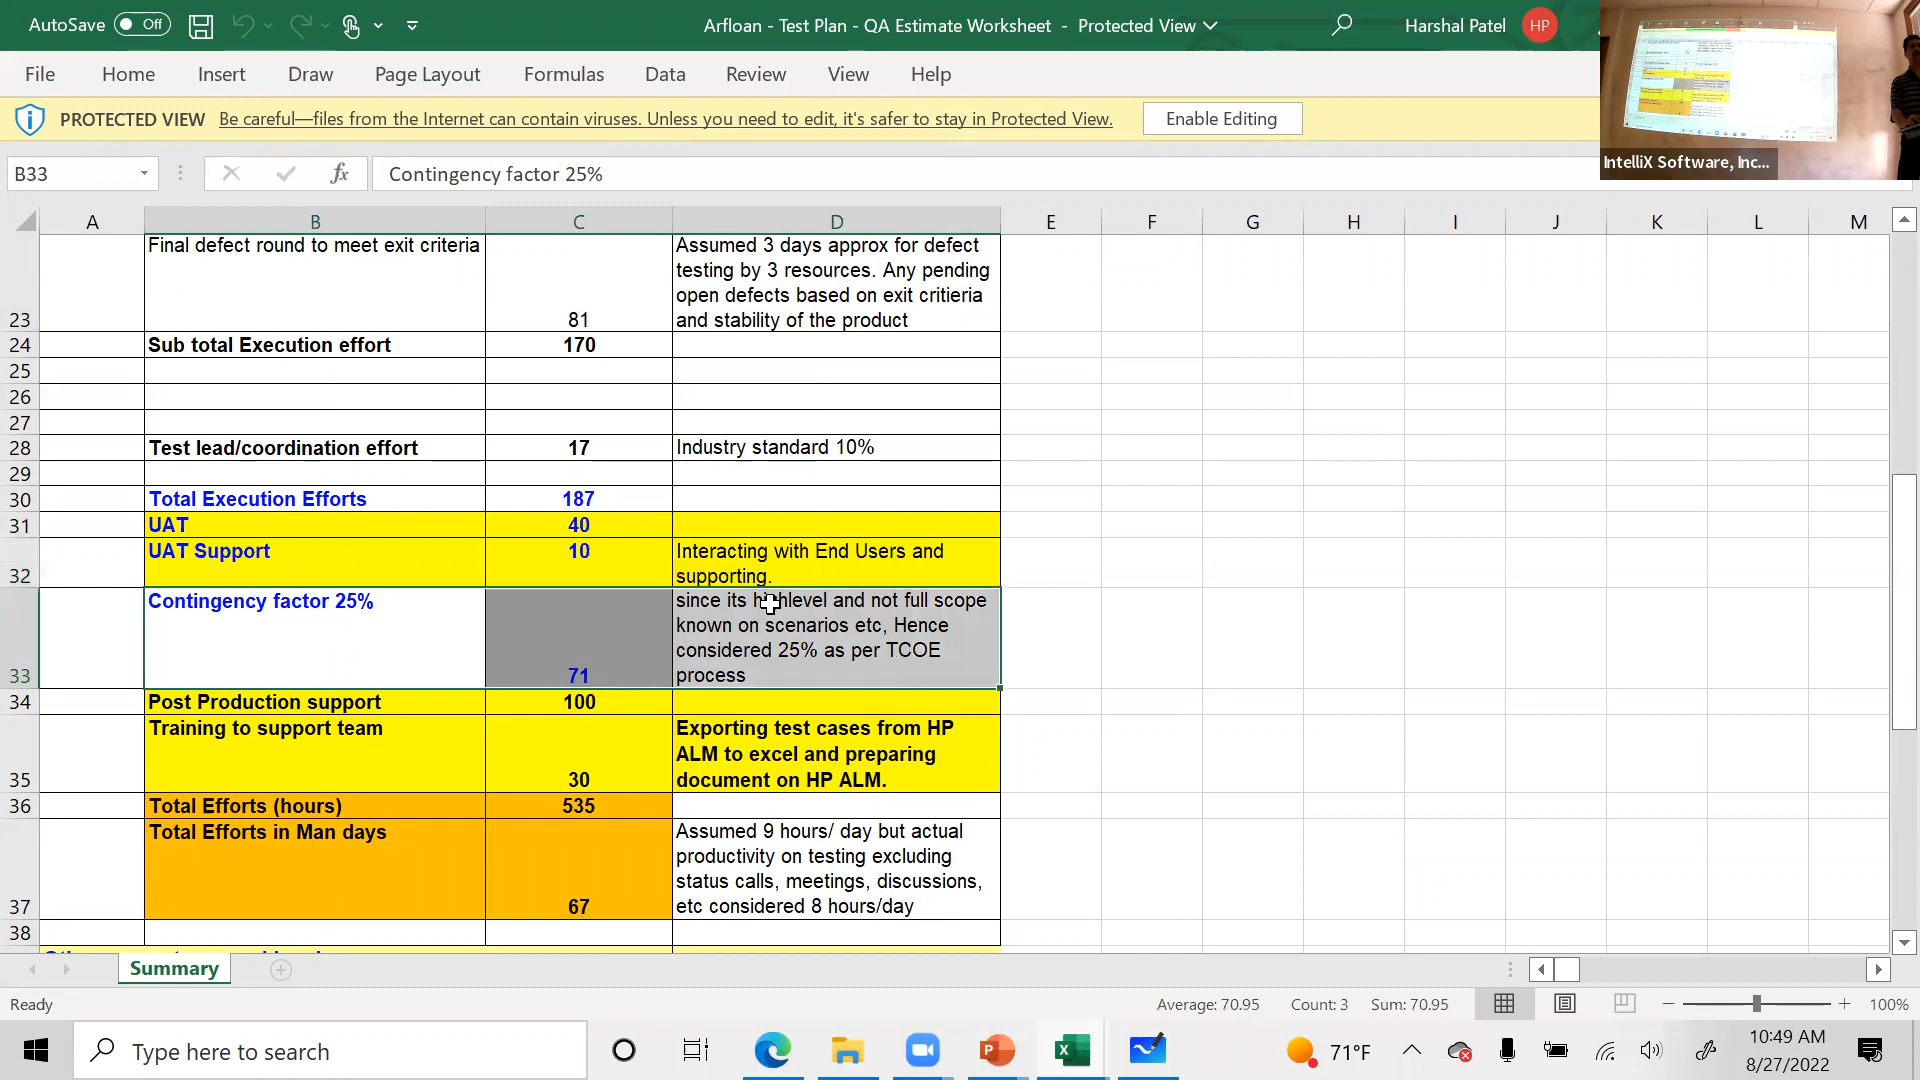 AutoSave Off
Arfloan - Test Plan - QA Estimate Worksheet - Protected View
Harshal Patel HP
File Home Insert Draw Page Layout Formulas Data Review View Help
PROTECTED VIEW Be careful—files from the Internet can contain viruses. Unless you need to edit, it's safer to stay in Protected View. Enable Editing
IntelliX Software, Inc...
B33 fx Contingency factor 25%
A B C D E F G H I J K L M
23 Final defect round to meet exit criteria 81 Assumed 3 days approx for defect
testing by 3 resources. Any pending
open defects based on exit critieria
and stability of the product
24 Sub total Execution effort 170
25
26
27
28 Test lead/coordination effort 17 Industry standard 10%
29
30 Total Execution Efforts 187
31 UAT 40
32 UAT Support 10 Interacting with End Users and
supporting.
33 Contingency factor 25% 71 since its highlevel and not full scope
known on scenarios etc, Hence
considered 25% as per TCOE
process
34 Post Production support 100
35 Training to support team 30 Exporting test cases from HP
ALM to excel and preparing
document on HP ALM.
36 Total Efforts (hours) 535
37 Total Efforts in Man days 67 Assumed 9 hours/ day but actual
productivity on testing excluding
status calls, meetings, discussions,
etc considered 8 hours/day
38
Summary
Ready Average: 70.95 Count: 3 Sum: 70.95 100%
Type here to search 71°F 10:49 AM
8/27/2022